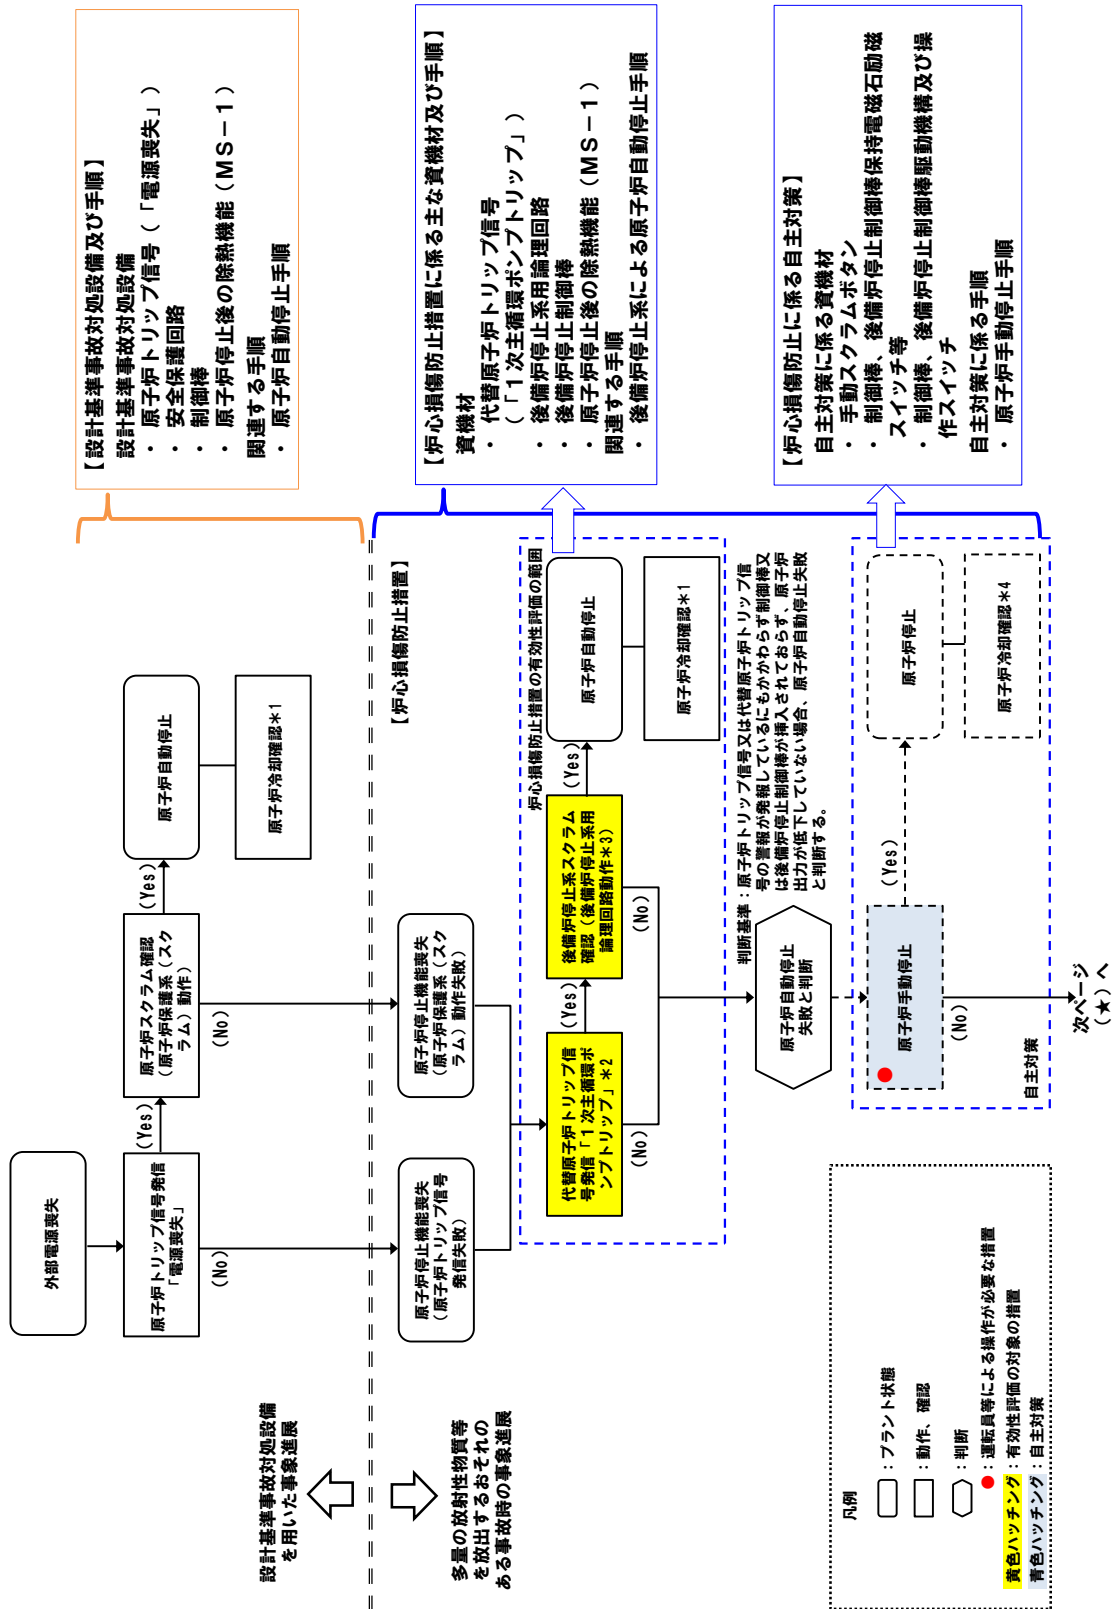 外部電源喪失
原子炉トリップ信号発信
「電源喪失」
(Yes)
(No)
原子炉スクラム確認
(原子炉保護系(スク
ラム)動作)
(Yes)
(No)
原子炉自動停止
原子炉冷却確認*1
【設計基準事故対処設備及び手順】
設計基準事故対処設備
・ 原子炉トリップ信号(「電源喪失」)
安全保護回路
・ 制御棒
・ 原子炉停止後の除熱機能(MS-1)
関連する手順
・ 原子炉自動停止手順
設計基準事故対処設備
を用いた事象進展
多量の放射性物質等
を放出するおそれの
ある事故時の事象進展
【炉心損傷防止措置】
原子炉停止機能喪失
(原子炉トリップ信号
発信失敗)
原子炉停止機能喪失
(原子炉保護系(スク
ラム)動作失敗)
炉心損傷防止措置の有効性評価の範囲
代替原子炉トリップ信
号発信「1次主循環ポ
ンプトリップ」*2
(Yes)
(No)
後備炉停止系スクラム
確認(後備炉停止系用
論理回路動作*3)
(Yes)
(No)
原子炉自動停止
原子炉冷却確認*1
【炉心損傷防止措置に係る主な資機材及び手順】
資機材
・ 代替原子炉トリップ信号
(「1次主循環ポンプトリップ」)
・ 後備炉停止系用論理回路
・ 後備炉停止制御棒
・ 原子炉停止後の除熱機能(MS-1)
関連する手順
・ 後備炉停止系による原子炉自動停止手順
原子炉自動停止
失敗と判断
判断基準:原子炉トリップ信号又は代替原子炉トリップ信
号の警報が発報しているにもかかわらず制御棒又
は後備炉停止制御棒が挿入されておらず、原子炉
出力が低下していない場合、原子炉自動停止失敗
と判断する。
原子炉手動停止
(Yes)
(No)
原子炉停止
原子炉冷却確認*4
自主対策
次ページ
(★)へ
【炉心損傷防止に係る自主対策】
自主対策に係る資機材
・ 手動スクラムボタン
・ 制御棒、後備炉停止制御棒保持電磁石励磁
スイッチ等
・ 制御棒、後備炉停止制御棒駆動機構及び操
作スイッチ
自主対策に係る手順
・ 原子炉手動停止手順
凡例
:プラント状態
:動作、確認
:判断
:運転員等による操作が必要な措置
黄色ハッチング:有効性評価の対象の措置
青色ハッチング:自主対策